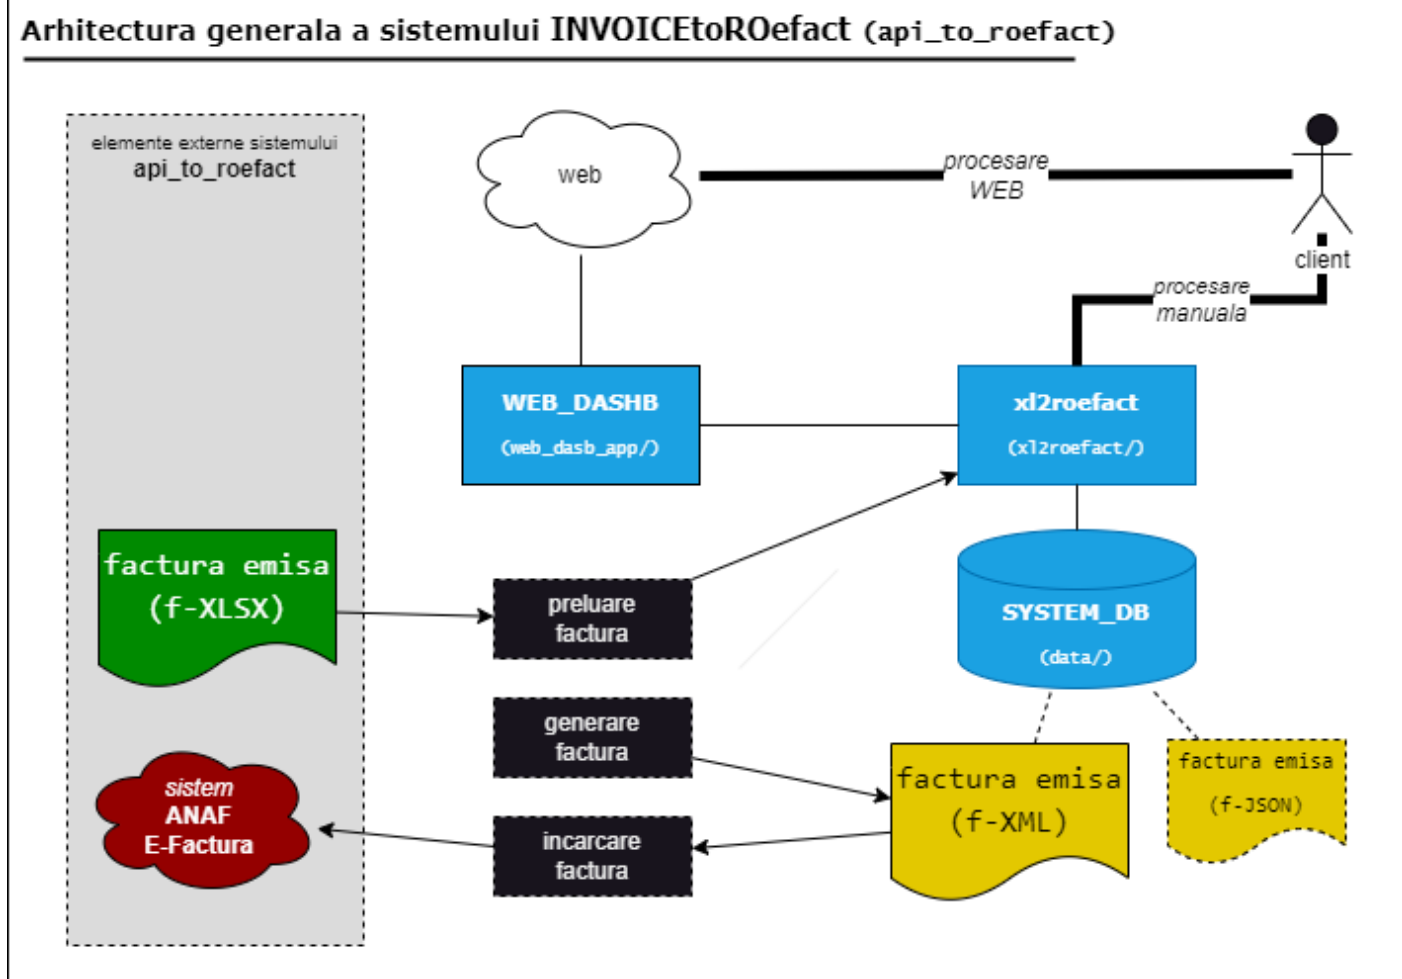 Arhitectura generala a sistemului INVOICEtoROefact (api_to_roefact)
elemente externe sistemului
api_to_roefact
web
procesare
WEB
client
procesare
manuala
WEB_DASHB
(web_dasb_app/)
xl2roefact
(xl2roefact/)
factura emisa
(f-XLSX)
preluare
factura
SYSTEM_DB
(data/)
generare
factura
factura emisa
(f-XML)
factura emisa
(f-JSON)
sistem
ANAF
E-Factura
incarcare
factura